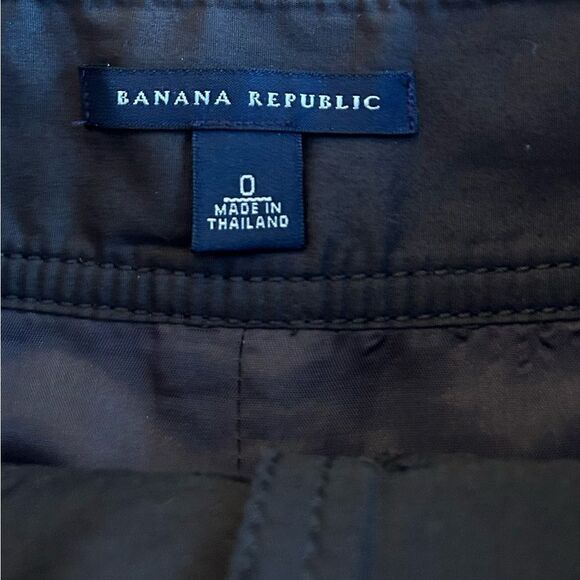 BANANA REPUBLIC
0
MADE IN
THAILAND